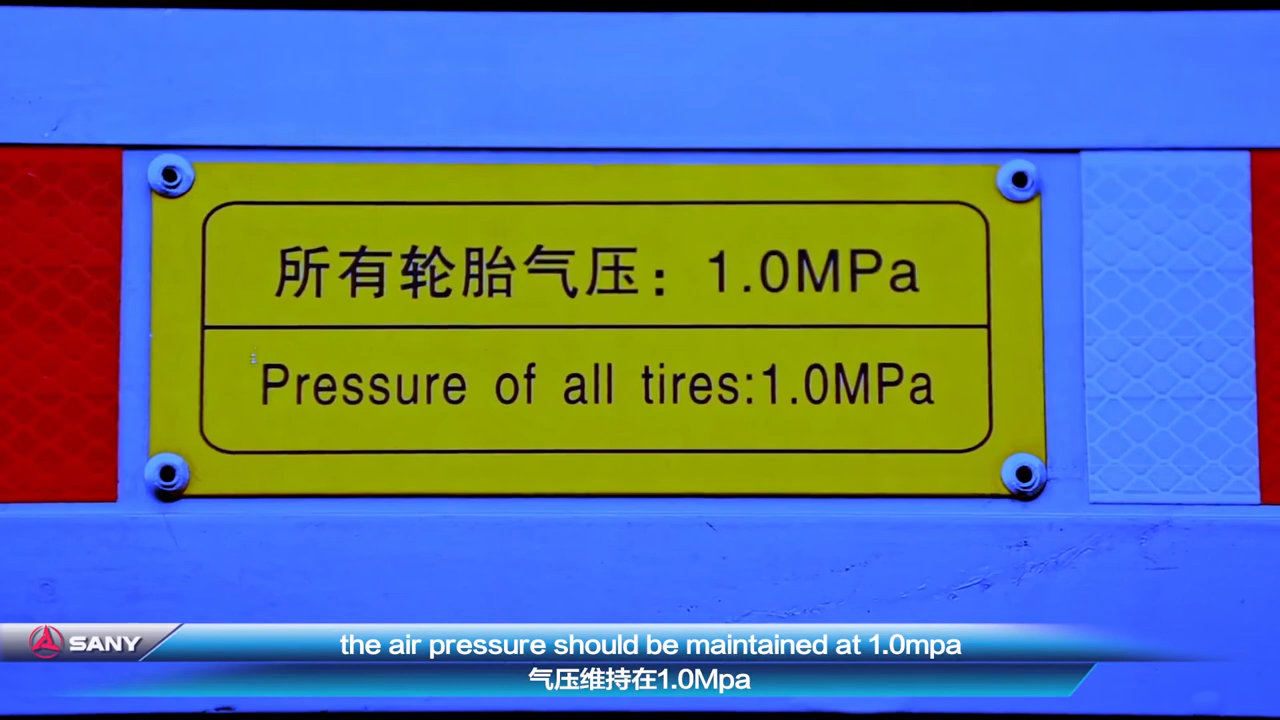 所有轮胎气压：1.0MPa
Pressure of all tires:1.0MPa
SANY
the air pressure should be maintained at 1.0mpa
气压维持在1.0Mpa